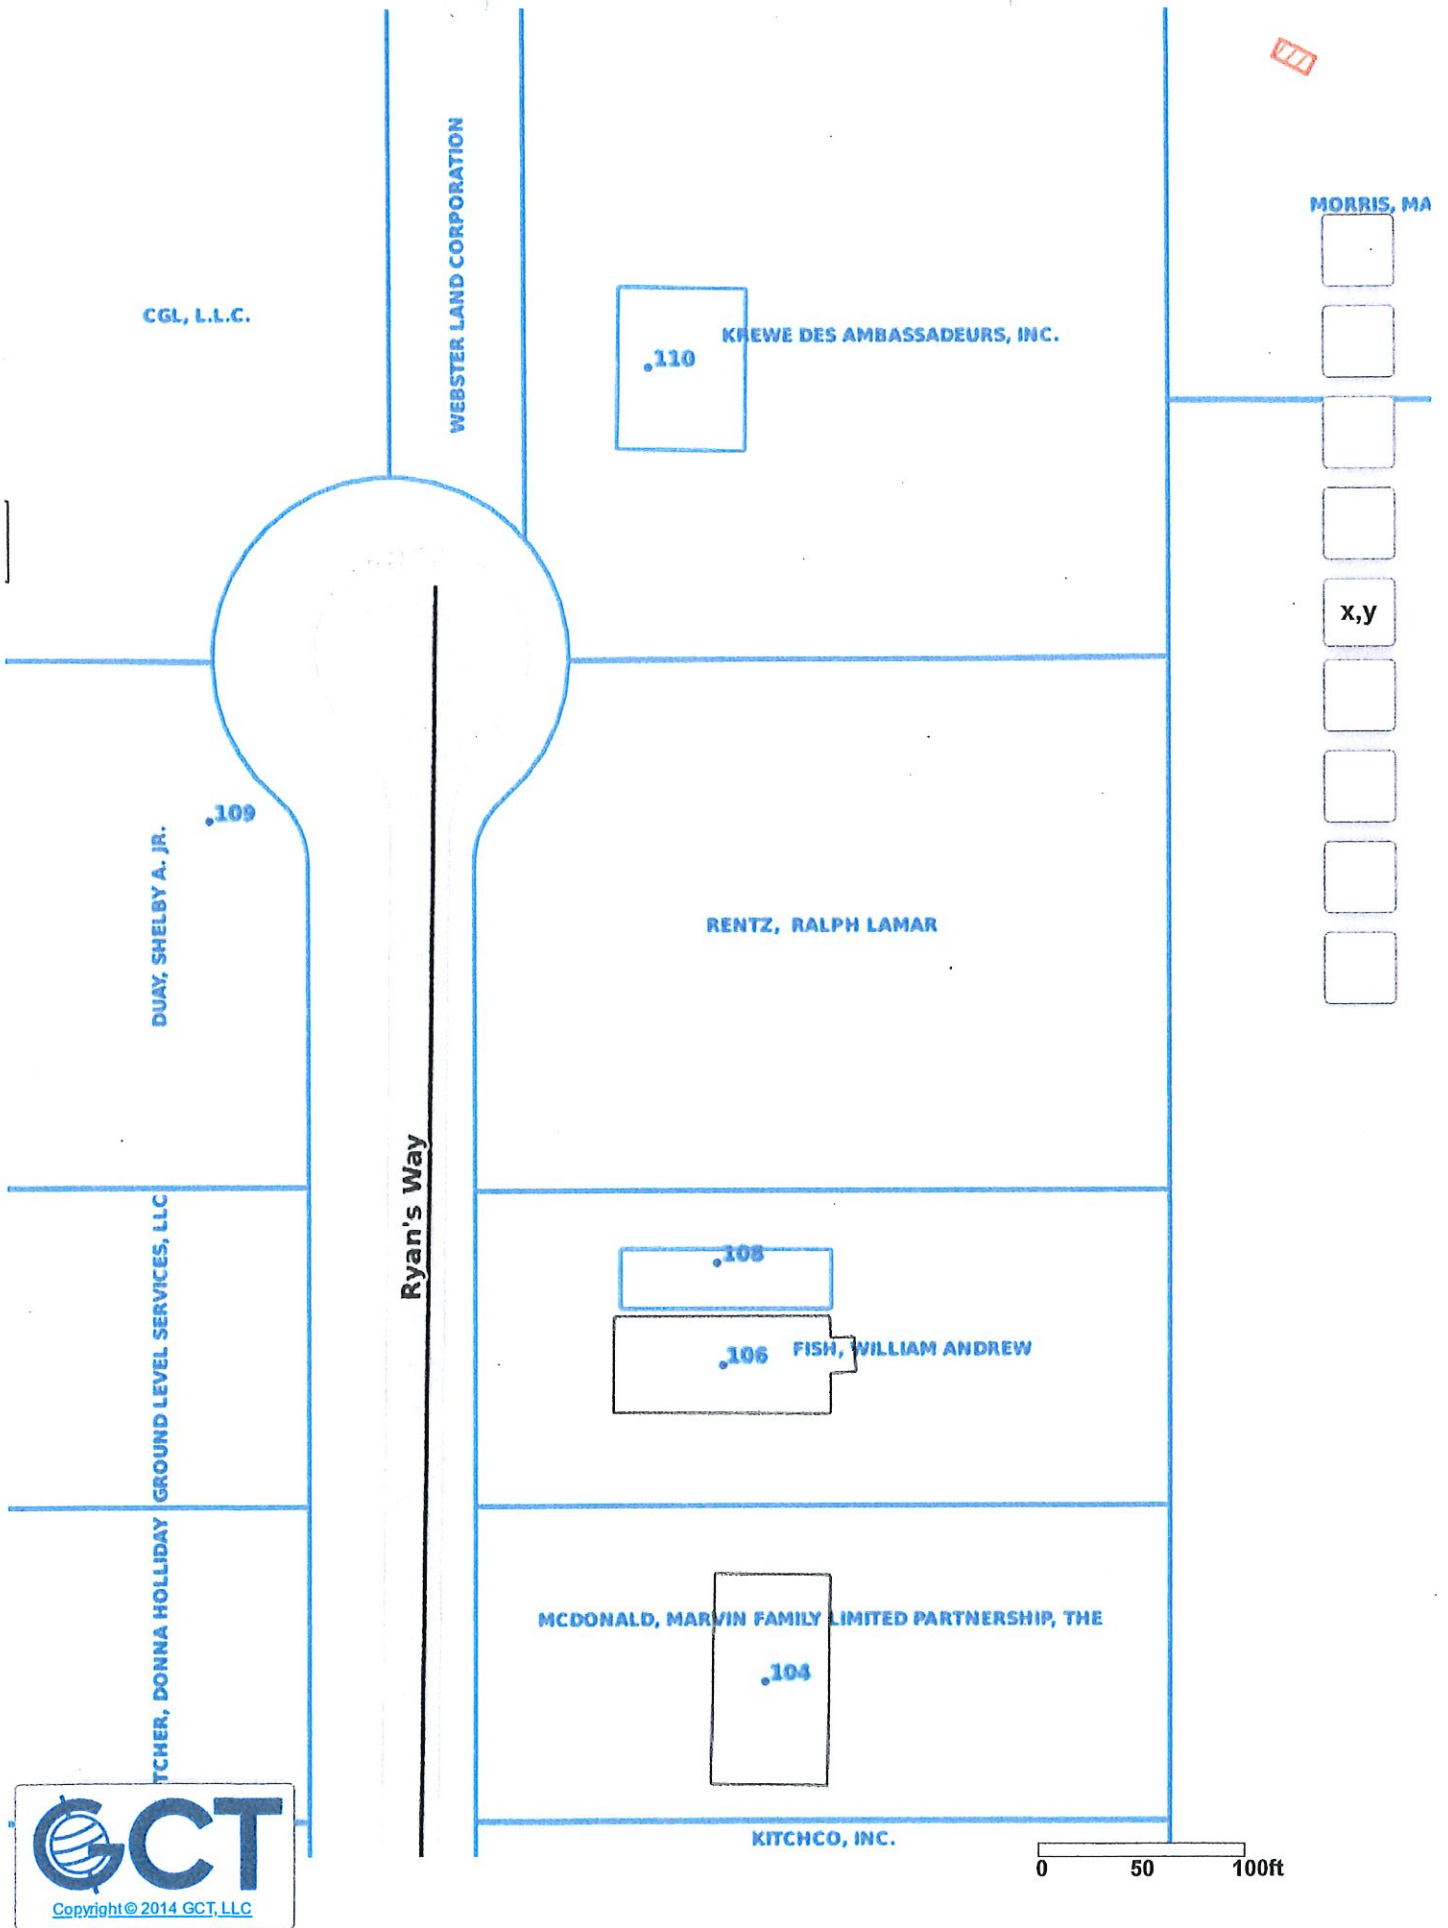 WEBSTER LAND CORPORATION
MORRIS, MA
CGL, L.L.C.
KREWE DES AMBASSADEURS, INC.
110
x,y
109
DUAY, SHELBY A. JR.
RENTZ, RALPH LAMAR
Ryan's Way
GROUND LEVEL SERVICES, LLC
108
106
FISH, WILLIAM ANDREW
TCHER, DONNA HOLLIDAY
MCDONALD, MARVIN FAMILY LIMITED PARTNERSHIP, THE
104
GCT
Copyright © 2014 GCT, LLC
KITCHCO, INC.
0 50 100ft